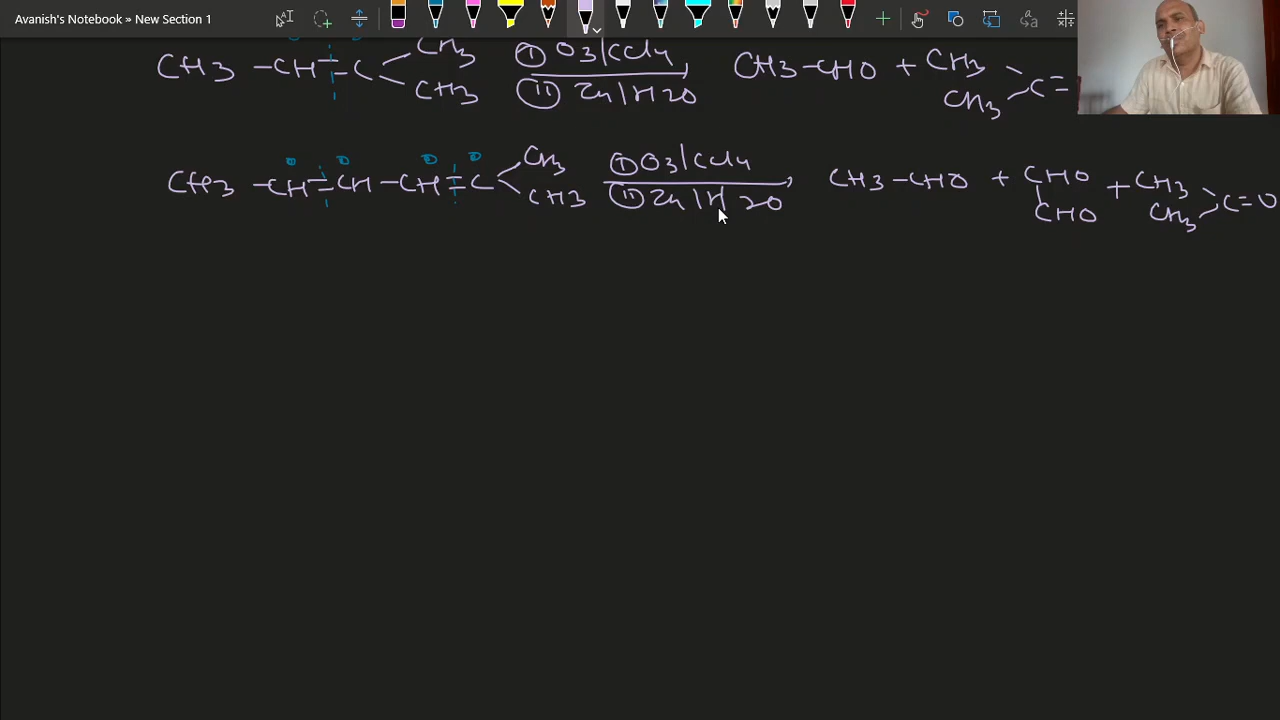 Avanish's Notebook » New Section 1
CH3 - CH = C CH3 CH3 (I) O3/CCl4 (II) Zn/H2O CH3-CHO + CH3 CH3 C=
CH3 - CH = CH - CH = C CH3 CH3 (I) O3/CCl4 (II) Zn/H2O CH3-CHO + CHO CHO + CH3 CH3 C=O